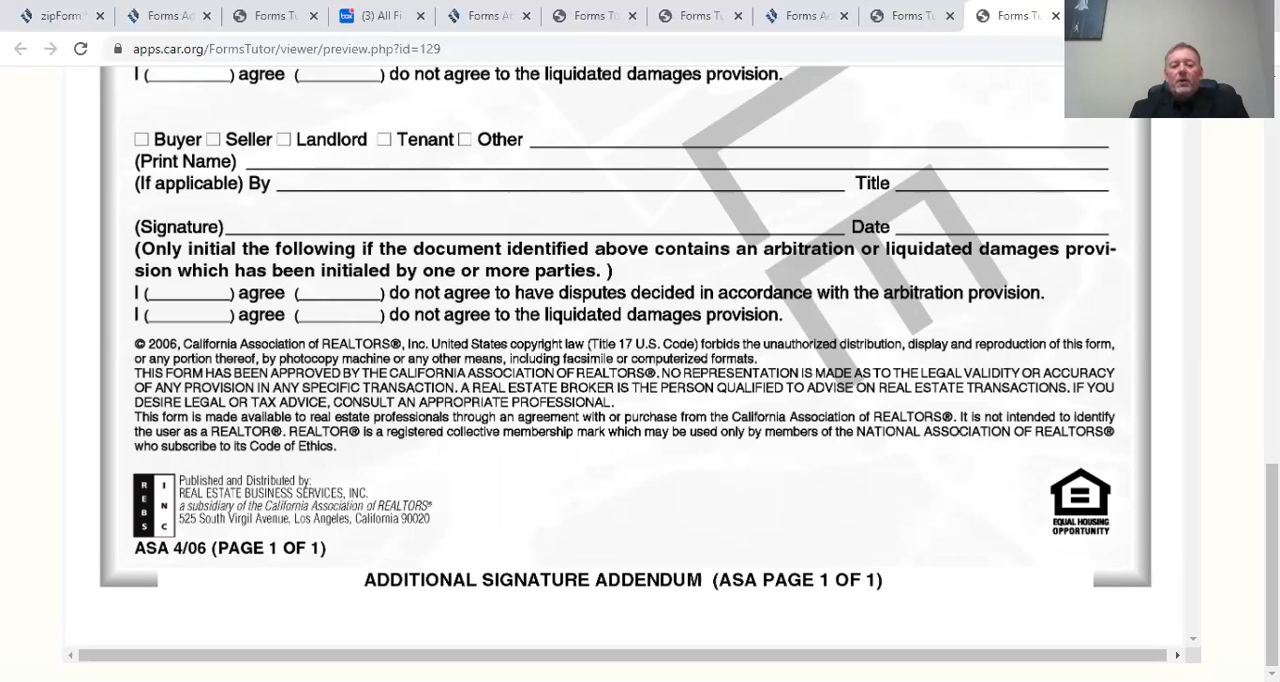 zipForm
Forms Ad
Forms Tu
(3) All Fi
Forms Ad
Forms To
Forms Tu
Forms Ad
Forms Tu
Forms Tu
apps.car.org/FormsTutor/viewer/preview.php?id=129
I (________) agree (________) do not agree to the liquidated damages provision.
Buyer Seller Landlord Tenant Other
(Print Name)
(If applicable) By Title
(Signature) Date
(Only initial the following if the document identified above contains an arbitration or liquidated damages provi-
sion which has been initialed by one or more parties. )
I (________) agree (________) do not agree to have disputes decided in accordance with the arbitration provision.
I (________) agree (________) do not agree to the liquidated damages provision.
© 2006, California Association of REALTORS®, Inc. United States copyright law (Title 17 U.S. Code) forbids the unauthorized distribution, display and reproduction of this form,
or any portion thereof, by photocopy machine or any other means, including facsimile or computerized formats.
THIS FORM HAS BEEN APPROVED BY THE CALIFORNIA ASSOCIATION OF REALTORS®. NO REPRESENTATION IS MADE AS TO THE LEGAL VALIDITY OR ACCURACY
OF ANY PROVISION IN ANY SPECIFIC TRANSACTION. A REAL ESTATE BROKER IS THE PERSON QUALIFIED TO ADVISE ON REAL ESTATE TRANSACTIONS. IF YOU
DESIRE LEGAL OR TAX ADVICE, CONSULT AN APPROPRIATE PROFESSIONAL.
This form is made available to real estate professionals through an agreement with or purchase from the California Association of REALTORS®. It is not intended to identify
the user as a REALTOR®. REALTOR® is a registered collective membership mark which may be used only by members of the NATIONAL ASSOCIATION OF REALTORS®
who subscribe to its Code of Ethics.
REBS INC
Published and Distributed by:
REAL ESTATE BUSINESS SERVICES, INC.
a subsidiary of the California Association of REALTORS®
525 South Virgil Avenue, Los Angeles, California 90020
EQUAL HOUSING
OPPORTUNITY
ASA 4/06 (PAGE 1 OF 1)
ADDITIONAL SIGNATURE ADDENDUM (ASA PAGE 1 OF 1)